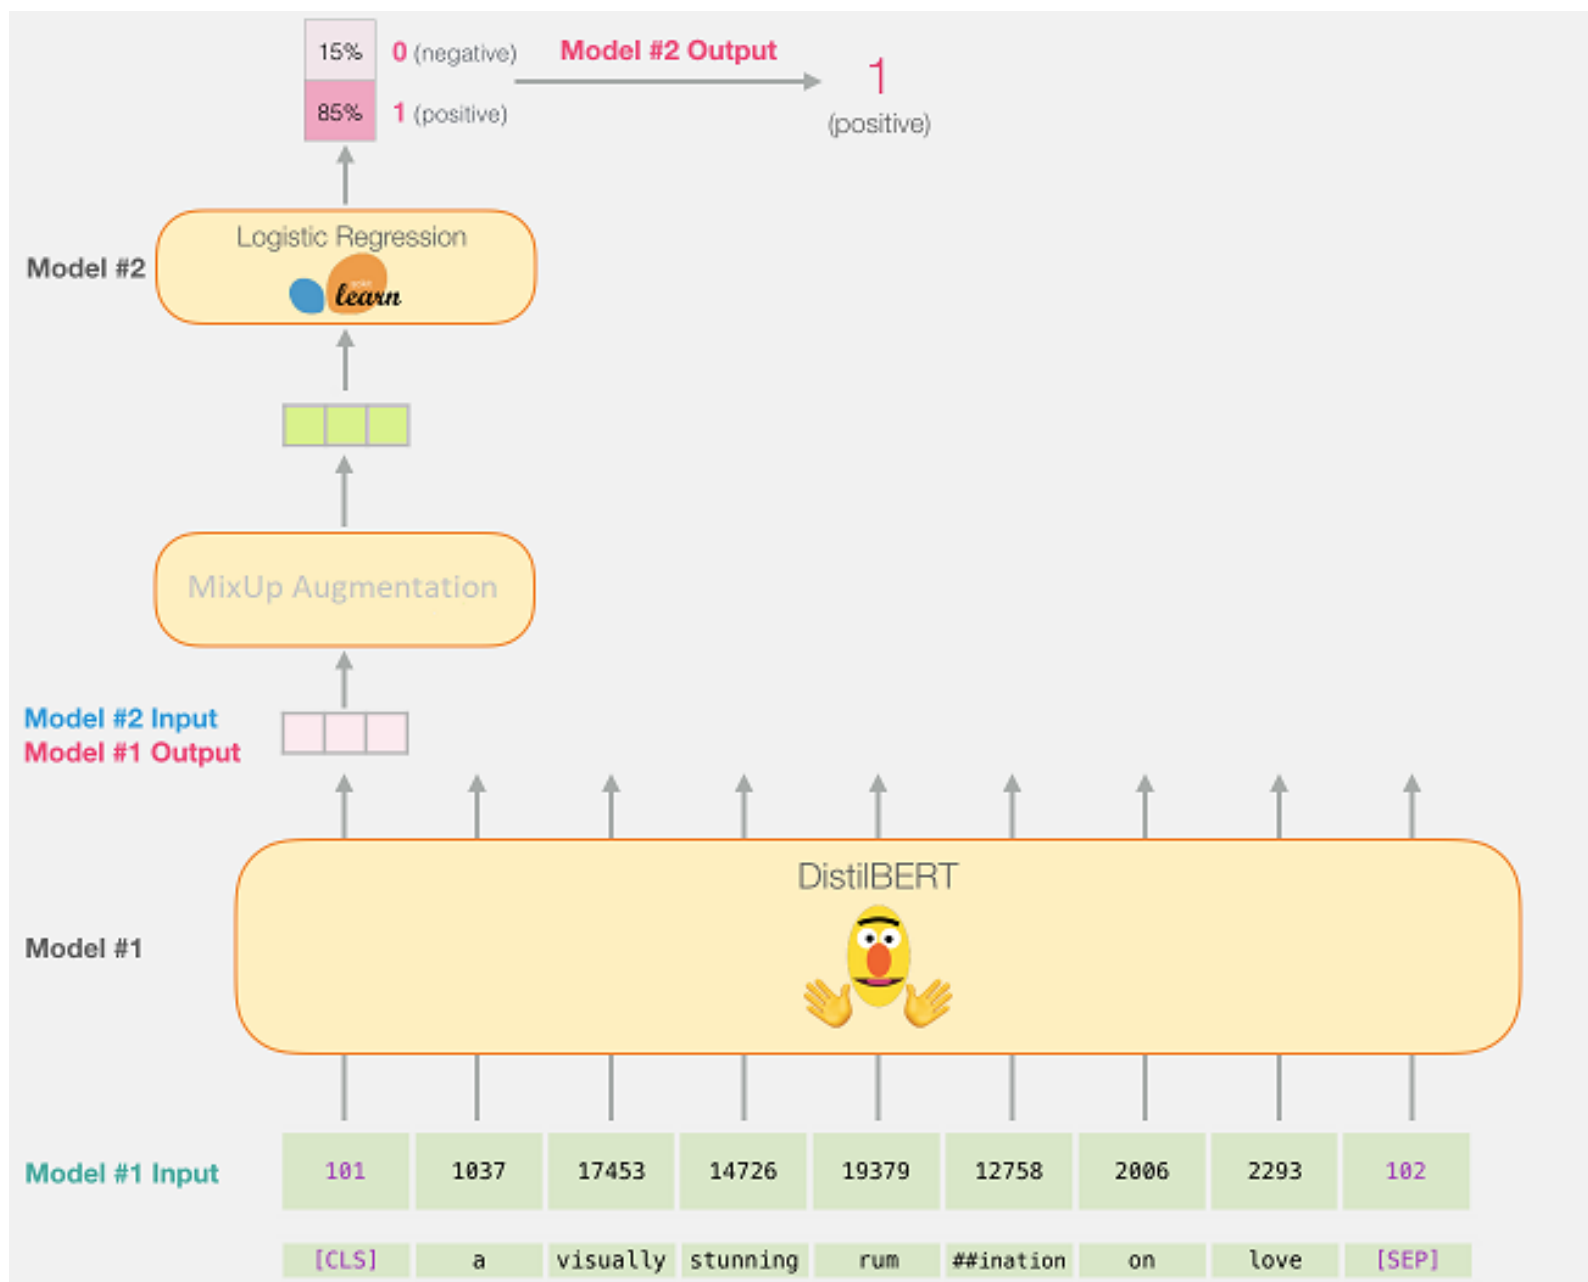 15% 0 (negative) Model #2 Output 1
85% 1 (positive) (positive)
Logistic Regression
Model #2
learn
MixUp Augmentation
Model #2 Input
Model #1 Output
DistilBERT
Model #1
Model #1 Input 101 1037 17453 14726 19379 12758 2006 2293 102
[CLS] a visually stunning rum ##ination on love [SEP]